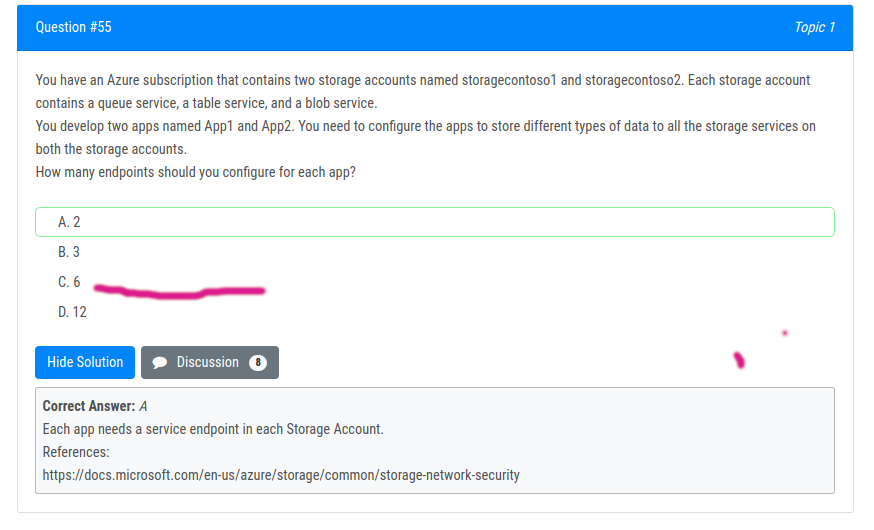 Question #55
Topic 1
You have an Azure subscription that contains two storage accounts named storagecontoso1 and storagecontoso2. Each storage account
contains a queue service, a table service, and a blob service.
You develop two apps named App1 and App2. You need to configure the apps to store different types of data to all the storage services on
both the storage accounts.
How many endpoints should you configure for each app?
A. 2
B. 3
C. 6
D. 12
Hide Solution
Discussion 8
Correct Answer: A
Each app needs a service endpoint in each Storage Account.
References:
https://docs.microsoft.com/en-us/azure/storage/common/storage-network-security